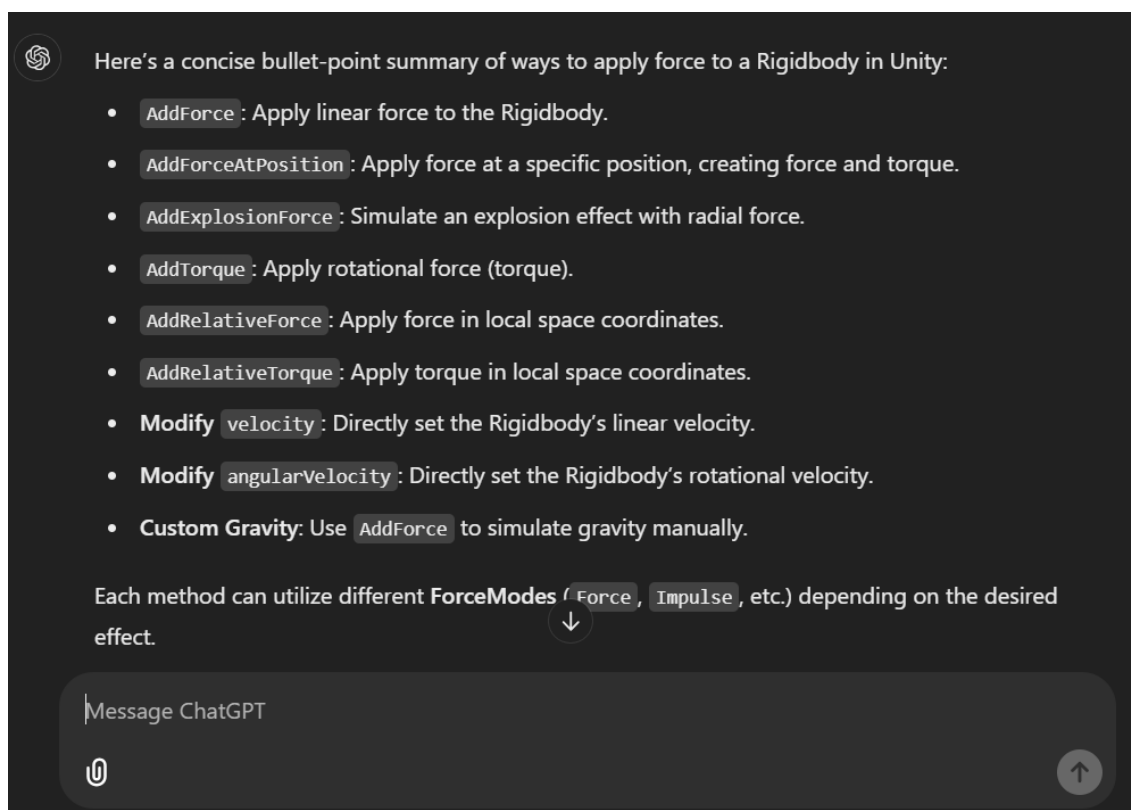 Here’s a concise bullet-point summary of ways to apply force to a Rigidbody in Unity:
• AddForce: Apply linear force to the Rigidbody.
• AddForceAtPosition: Apply force at a specific position, creating force and torque.
• AddExplosionForce: Simulate an explosion effect with radial force.
• AddTorque: Apply rotational force (torque).
• AddRelativeForce: Apply force in local space coordinates.
• AddRelativeTorque: Apply torque in local space coordinates.
• Modify velocity: Directly set the Rigidbody’s linear velocity.
• Modify angularVelocity: Directly set the Rigidbody’s rotational velocity.
• Custom Gravity: Use AddForce to simulate gravity manually.
Each method can utilize different ForceModes (Force, Impulse, etc.) depending on the desired
effect.
Message ChatGPT